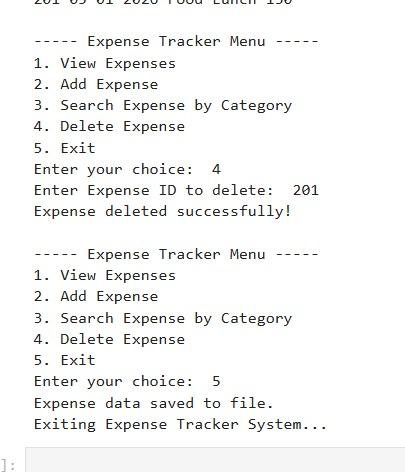 201 05-01-2026 Food Lunch 150
----- Expense Tracker Menu -----
1. View Expenses
2. Add Expense
3. Search Expense by Category
4. Delete Expense
5. Exit
Enter your choice:  4
Enter Expense ID to delete:  201
Expense deleted successfully!
----- Expense Tracker Menu -----
1. View Expenses
2. Add Expense
3. Search Expense by Category
4. Delete Expense
5. Exit
Enter your choice:  5
Expense data saved to file.
Exiting Expense Tracker System...
]: